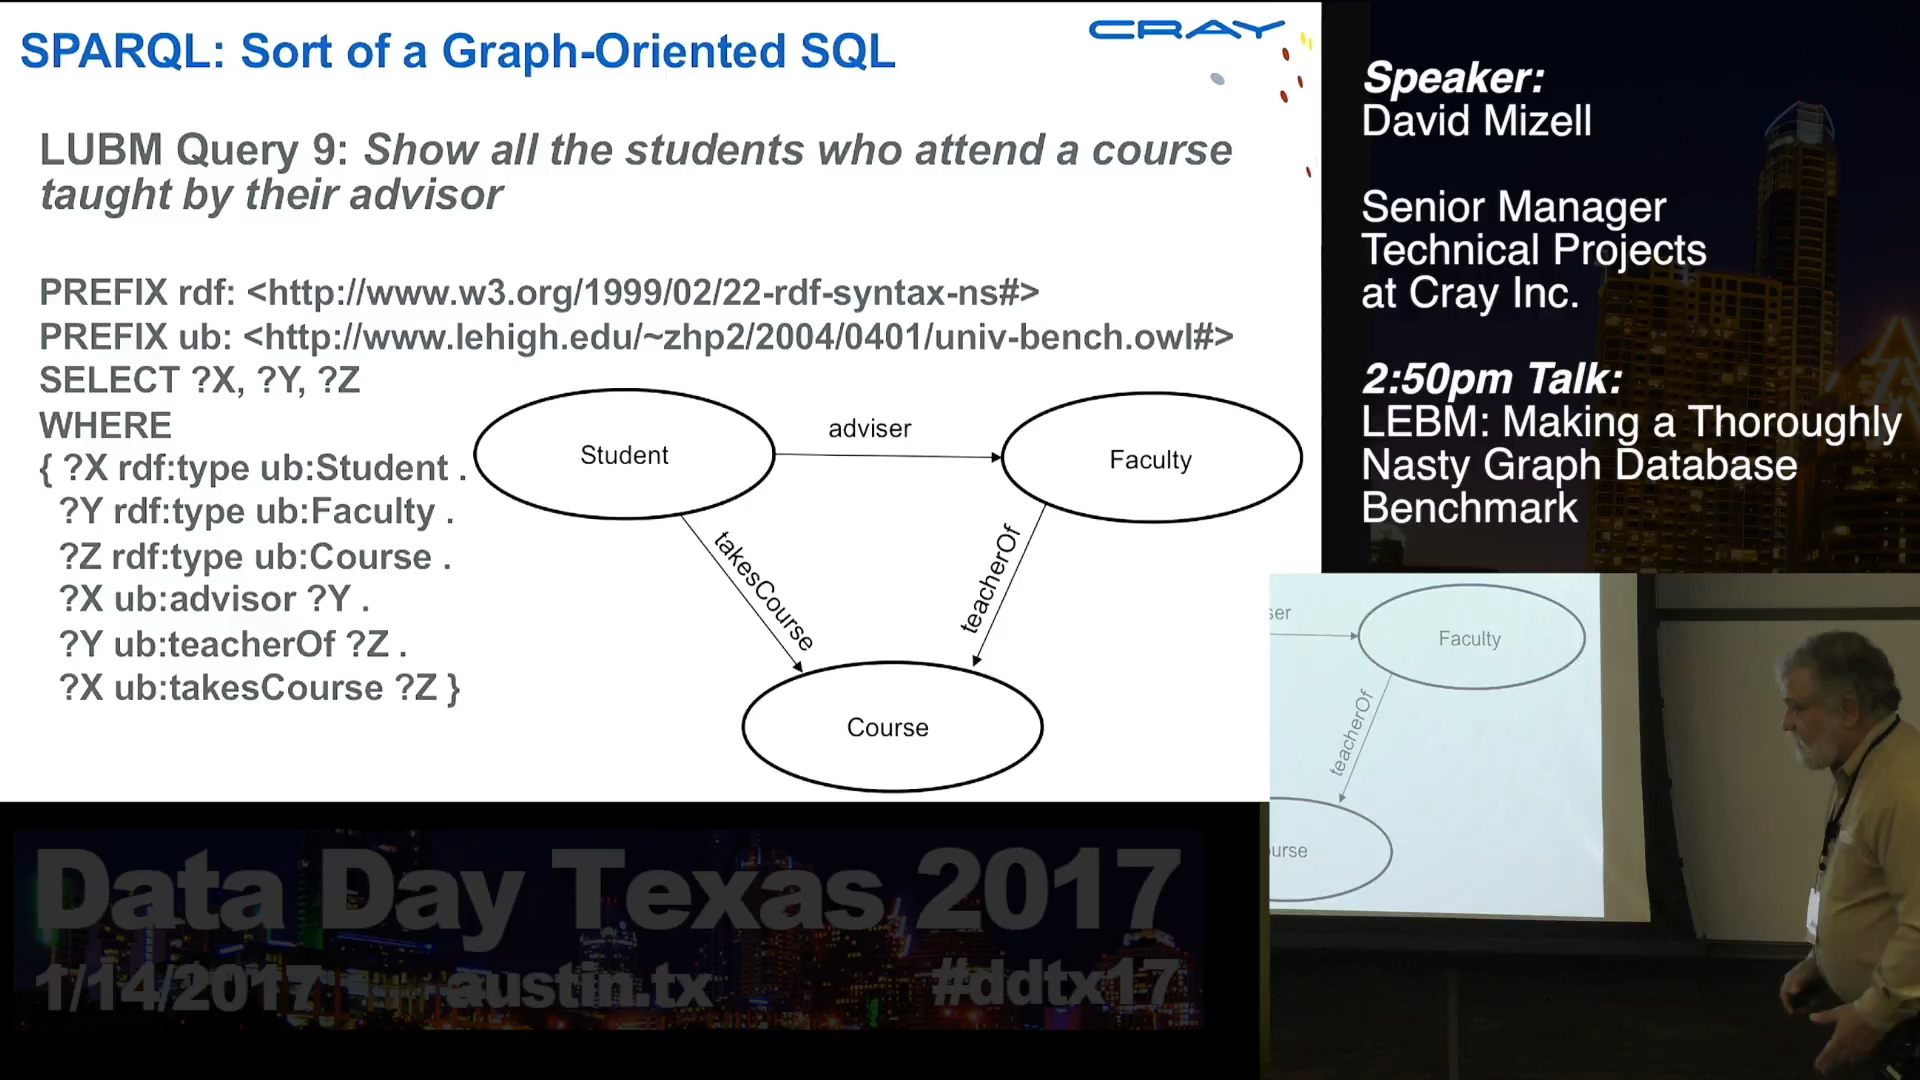 SPARQL: Sort of a Graph-Oriented SQL
CRAY
LUBM Query 9: Show all the students who attend a course
taught by their advisor
PREFIX rdf: <http://www.w3.org/1999/02/22-rdf-syntax-ns#>
PREFIX ub: <http://www.lehigh.edu/~zhp2/2004/0401/univ-bench.owl#>
SELECT ?X, ?Y, ?Z
WHERE
{ ?X rdf:type ub:Student .
?Y rdf:type ub:Faculty .
?Z rdf:type ub:Course .
?X ub:advisor ?Y .
?Y ub:teacherOf ?Z .
?X ub:takesCourse ?Z }
Student
adviser
Faculty
takesCourse
teacherOf
Course
Speaker:
David Mizell
Senior Manager
Technical Projects
at Cray Inc.
2:50pm Talk:
LEBM: Making a Thoroughly
Nasty Graph Database
Benchmark
ser
Faculty
teacherOf
urse
Data Day Texas 2017
1/14/2017 austin.tx #ddtx17